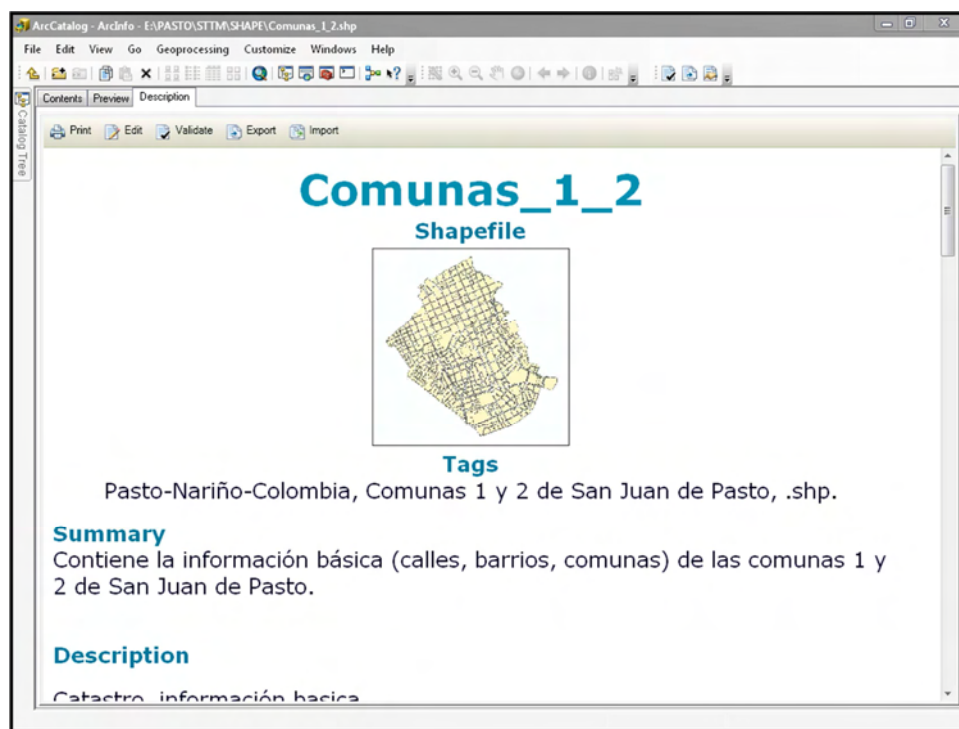 ArcCatalog - ArcInfo - E:\PASTO\STTM\SHAPE\Comunas_1_2.shp
File Edit View Go Geoprocessing Customize Windows Help
Contents Preview Description
Catalog Tree
Print Edit Validate Export Import
Comunas_1_2
Shapefile
Tags
Pasto-Nariño-Colombia, Comunas 1 y 2 de San Juan de Pasto, .shp.
Summary
Contiene la información básica (calles, barrios, comunas) de las comunas 1 y
2 de San Juan de Pasto.
Description
Catastro, información basica